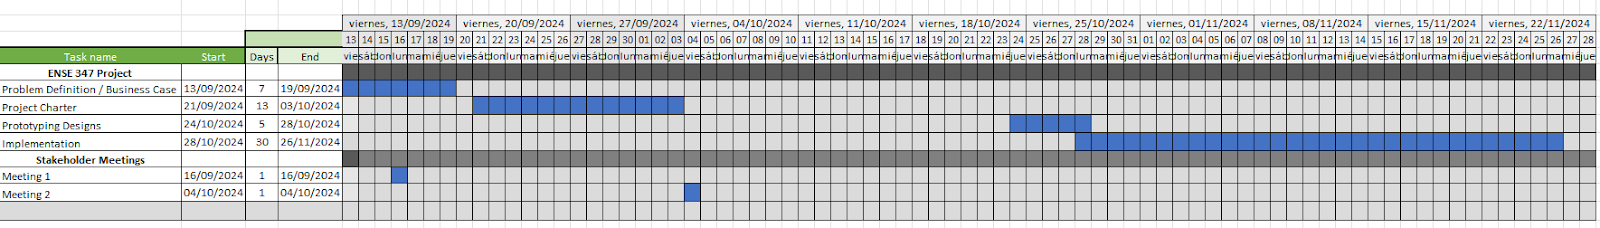 viernes, 13/09/2024 viernes, 20/09/2024 viernes, 27/09/2024 viernes, 04/10/2024 viernes, 11/10/2024 viernes, 18/10/2024 viernes, 25/10/2024 viernes, 01/11/2024 viernes, 08/11/2024 viernes, 15/11/2024 viernes, 22/11/2024
13 14 15 16 17 18 19 20 21 22 23 24 25 26 27 28 29 30 01 02 03 04 05 06 07 08 09 10 11 12 13 14 15 16 17 18 19 20 21 22 23 24 25 26 27 28 29 30 31 01 02 03 04 05 06 07 08 09 10 11 12 13 14 15 16 17 18 19 20 21 22 23 24 25 26 27 28
Task name Start Days End
ENSE 347 Project
Problem Definition / Business Case 13/09/2024 7 19/09/2024
Project Charter 21/09/2024 13 03/10/2024
Prototyping Designs 24/10/2024 5 28/10/2024
Implementation 28/10/2024 30 26/11/2024
Stakeholder Meetings
Meeting 1 16/09/2024 1 16/09/2024
Meeting 2 04/10/2024 1 04/10/2024